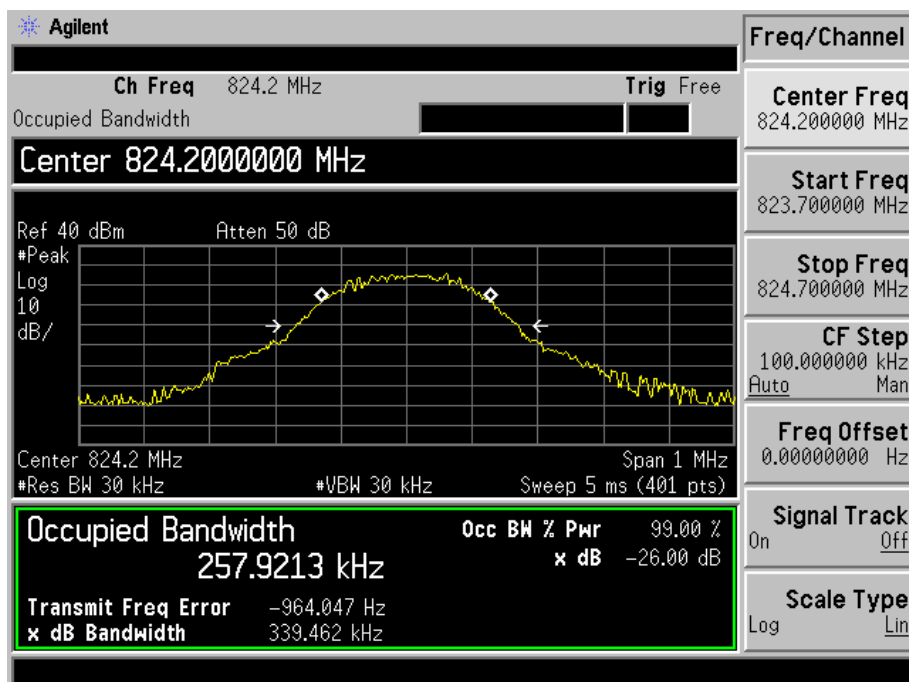 Agilent
Freq/Channel
Ch Freq 824.2 MHz Trig Free
Occupied Bandwidth
Center 824.2000000 MHz
Ref 40 dBm Atten 50 dB
#Peak
Log
10
dB/
Center 824.2 MHz Span 1 MHz
#Res BW 30 kHz #VBW 30 kHz Sweep 5 ms (401 pts)
Occupied Bandwidth Occ BW % Pwr 99.00 %
257.9213 kHz x dB -26.00 dB
Transmit Freq Error -964.047 Hz
x dB Bandwidth 339.462 kHz
Center Freq
824.200000 MHz
Start Freq
823.700000 MHz
Stop Freq
824.700000 MHz
CF Step
100.000000 kHz
Auto Man
Freq Offset
0.00000000 Hz
Signal Track
On Off
Scale Type
Log Lin